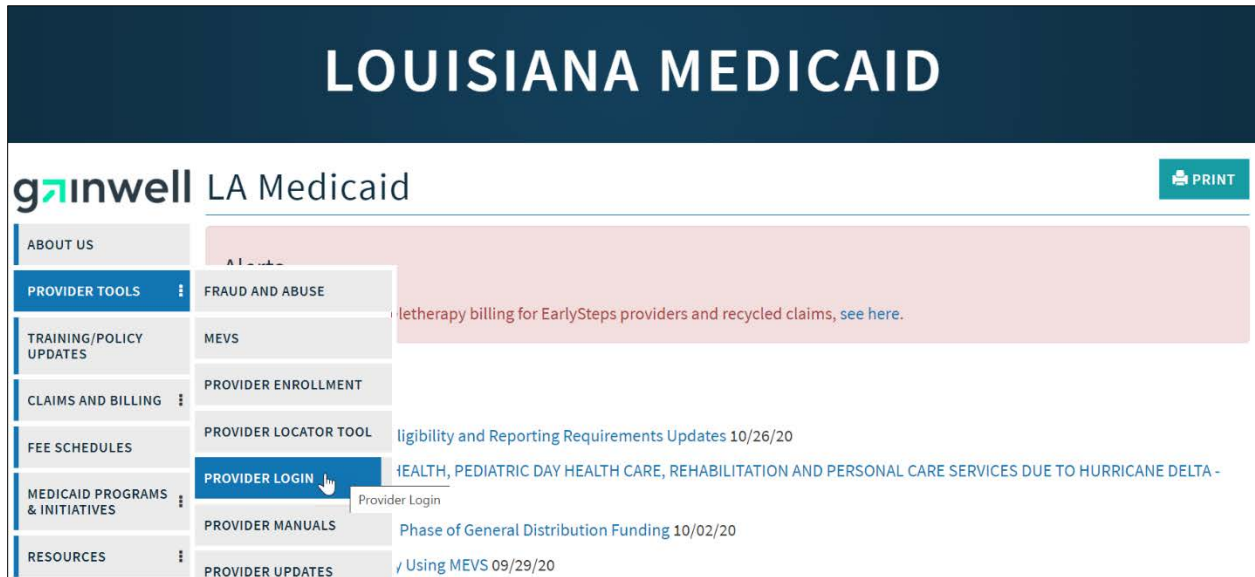 LOUISIANA MEDICAID
gainwell LA Medicaid
PRINT
ABOUT US
PROVIDER TOOLS
TRAINING/POLICY
UPDATES
CLAIMS AND BILLING
FEE SCHEDULES
MEDICAID PROGRAMS
& INITIATIVES
RESOURCES
FRAUD AND ABUSE
MEVS
PROVIDER ENROLLMENT
PROVIDER LOCATOR TOOL
PROVIDER LOGIN
Provider Login
PROVIDER MANUALS
PROVIDER UPDATES
Alerts
billing for EarlySteps providers and recycled claims, see here.
and Reporting Requirements Updates 10/26/20
PEDIATRIC DAY HEALTH CARE, REHABILITATION AND PERSONAL CARE SERVICES DUE TO HURRICANE DELTA -
Phase of General Distribution Funding 10/02/20
Using MEVS 09/29/20